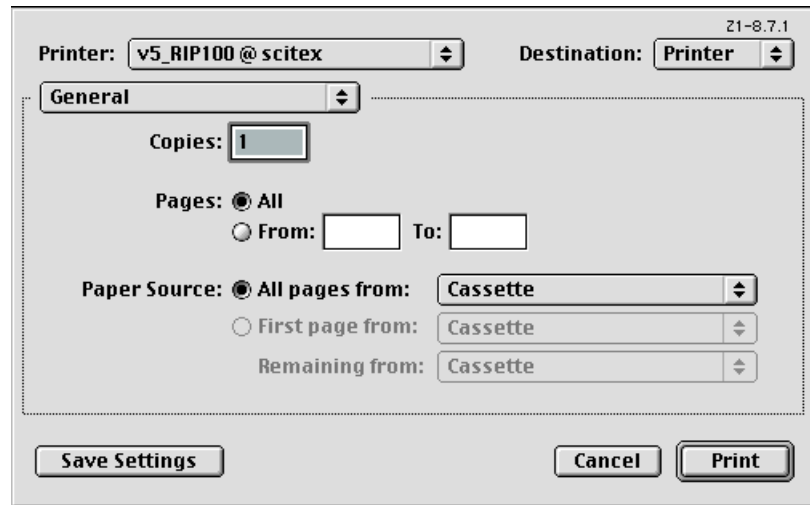 Z1-8.7.1
Printer: v5_RIP100 @ scitex Destination: Printer
General
Copies: 1
Pages: All
From: To:
Paper Source: All pages from: Cassette
First page from: Cassette
Remaining from: Cassette
Save Settings Cancel Print